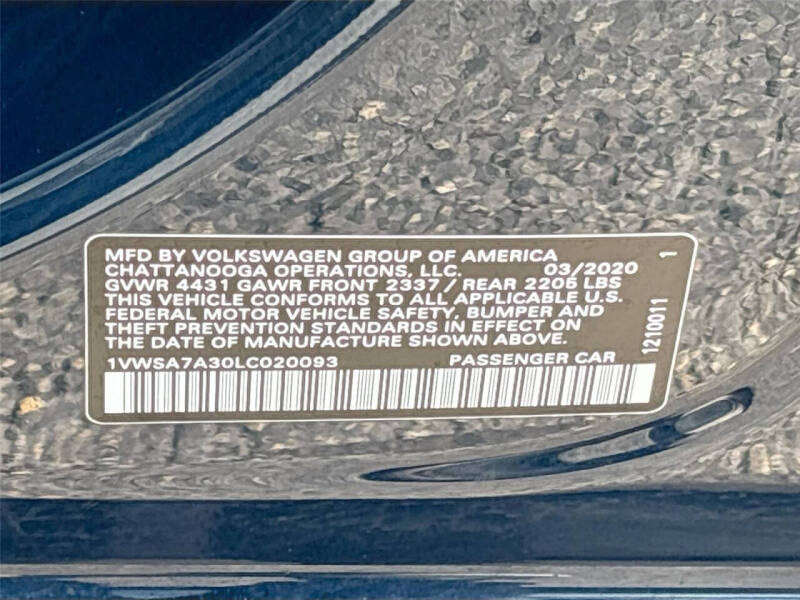 MFD BY VOLKSWAGEN GROUP OF AMERICA
CHATTANOOGA OPERATIONS, LLC. 03/2020
GVWR 4431 GAWR FRONT 2337 / REAR 2205 LBS
THIS VEHICLE CONFORMS TO ALL APPLICABLE U.S.
FEDERAL MOTOR VEHICLE SAFETY, BUMPER AND
THEFT PREVENTION STANDARDS IN EFFECT ON
THE DATE OF MANUFACTURE SHOWN ABOVE.
1VWSA7A30LC020093 PASSENGER CAR
1210011 1